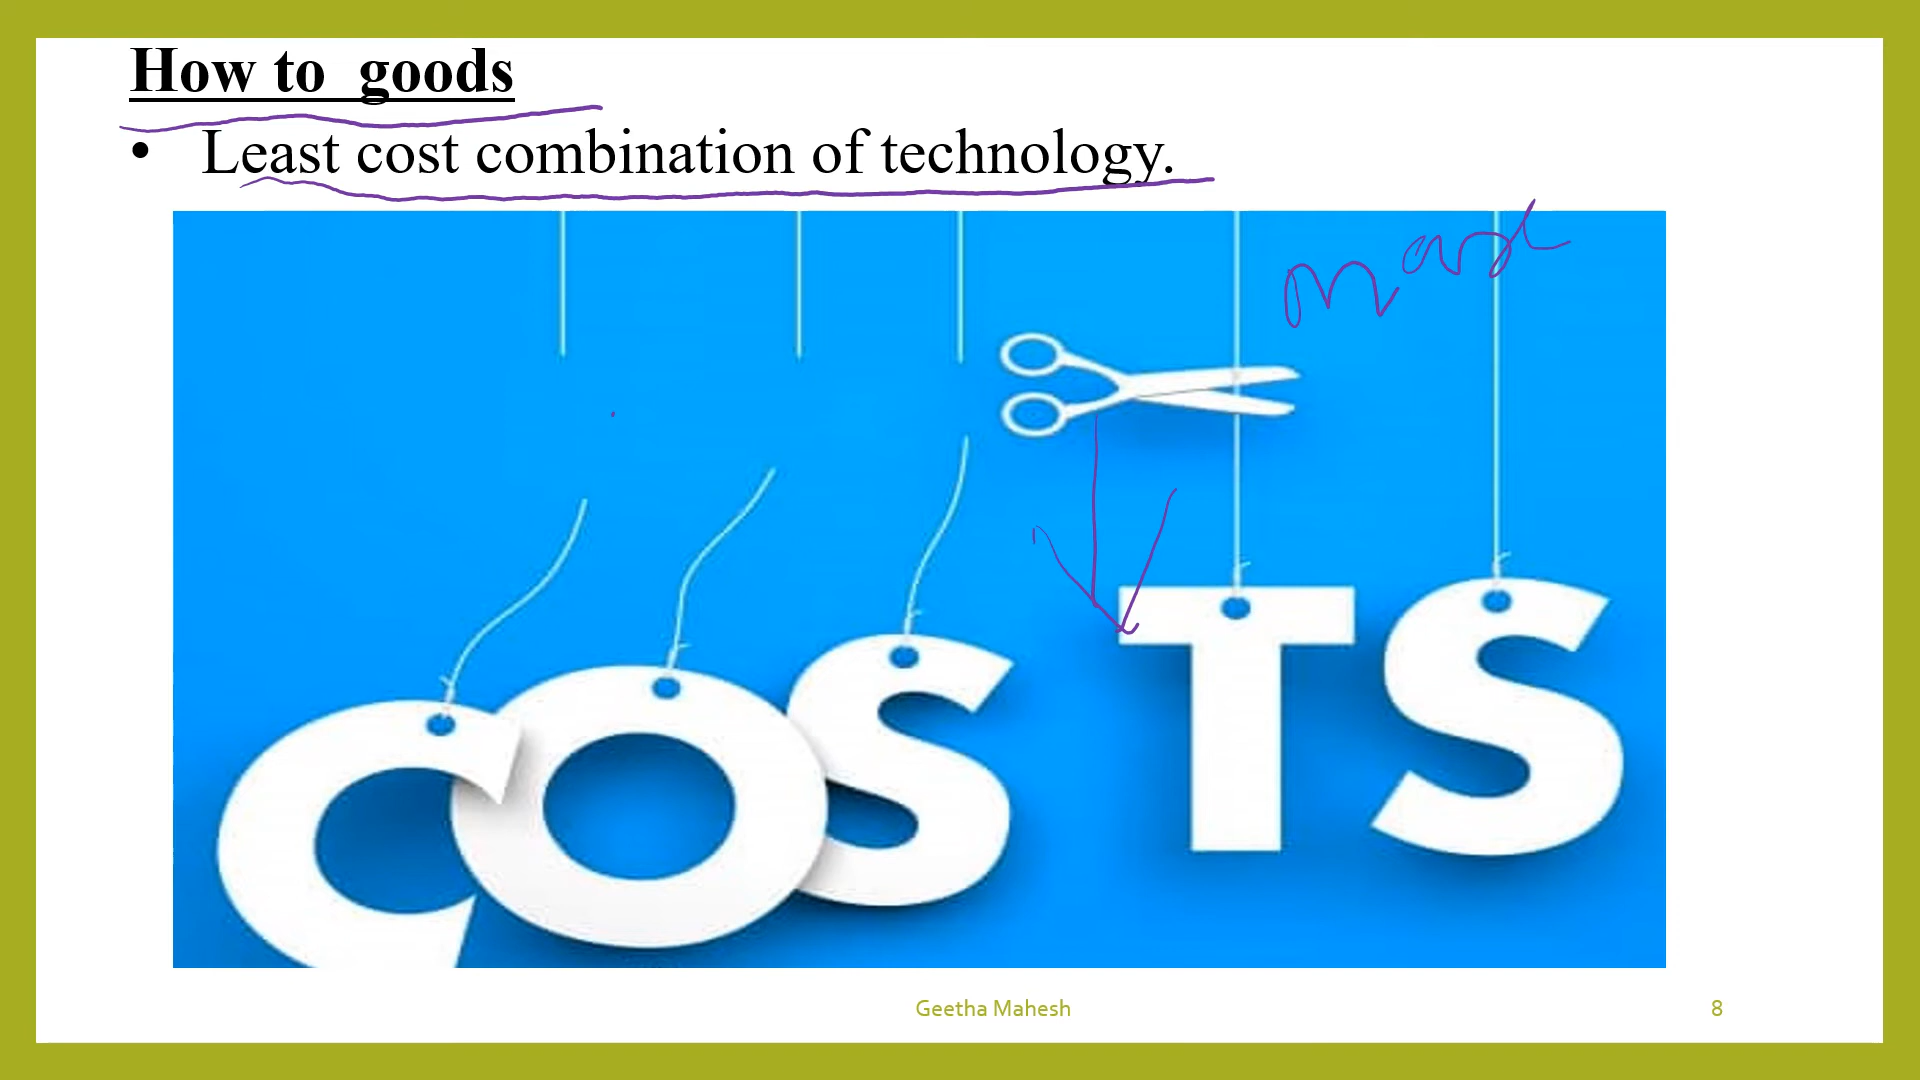 How to goods
• Least cost combination of technology.
COSTS
Geetha Mahesh
8